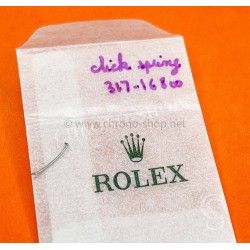 click spring
317-16800
© www.chrono-shop.net
ROLEX